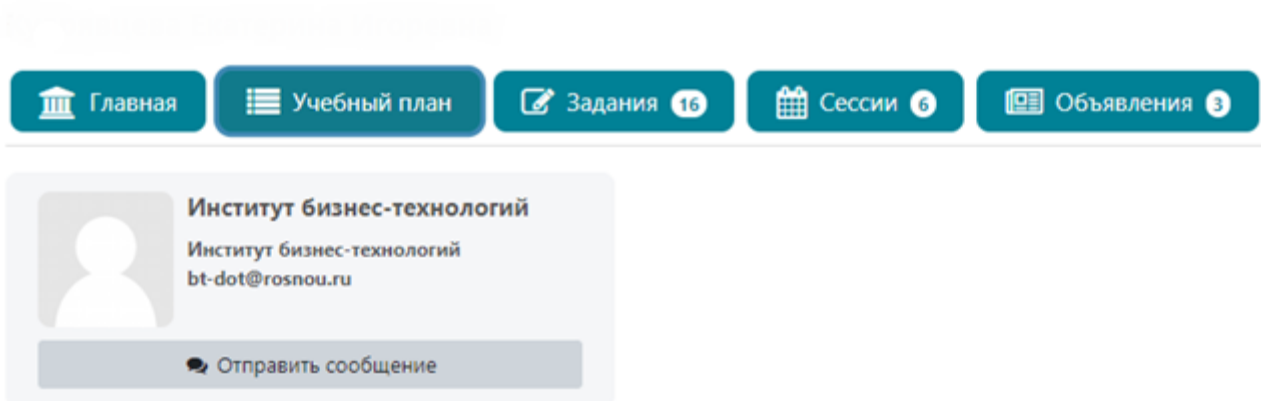 Главная Учебный план Задания 16 Сессии 6 Объявления 3
Институт бизнес-технологий
Институт бизнес-технологий
bt-dot@rosnou.ru
Отправить сообщение